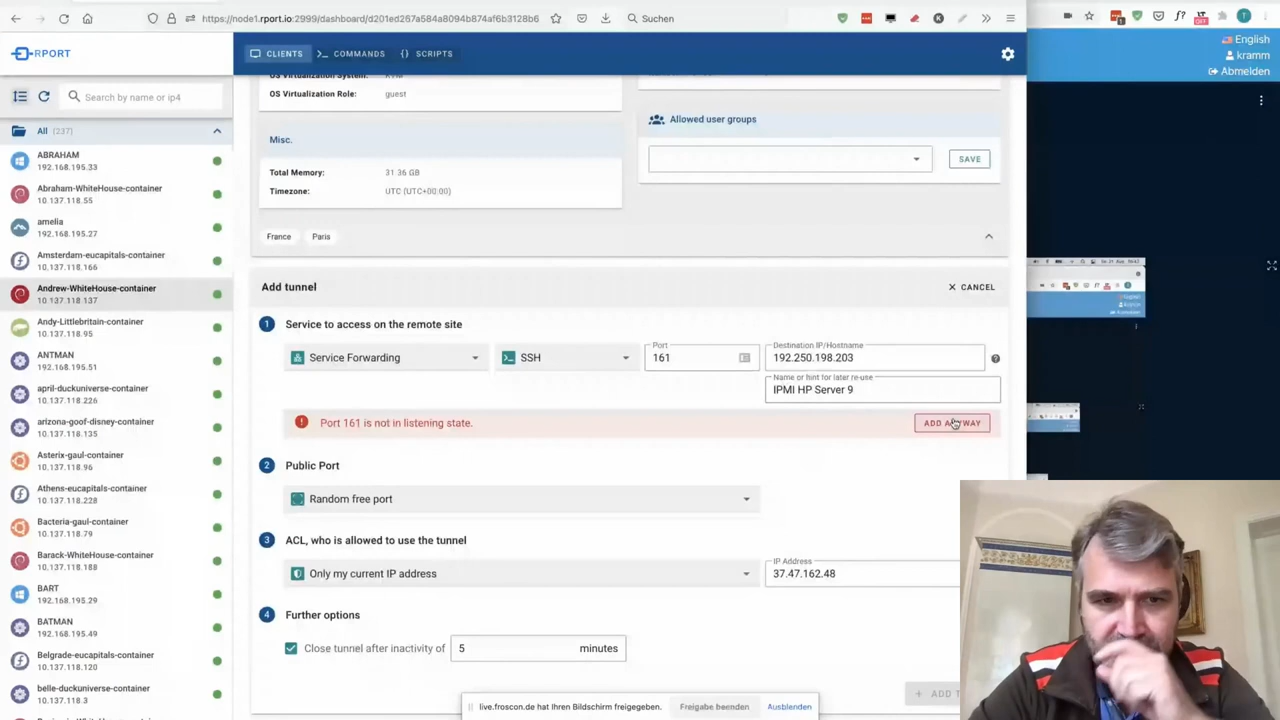 https://node1.rport.io:2999/dashboard/d201ed267a584a8094b874af6b3128b6
Suchen
English
kramm
Abmelden
RPORT
CLIENTS
COMMANDS
SCRIPTS
Search by name or ip4
All (237)
ABRAHAM
192.168.195.33
Abraham-WhiteHouse-container
10.137.118.55
amelia
192.168.195.27
Amsterdam-eucapitals-container
10.137.118.166
Andrew-WhiteHouse-container
10.137.118.137
Andy-Littlebritain-container
10.137.118.95
ANTMAN
192.168.195.51
april-duckuniverse-container
10.137.118.226
arizona-goof-disney-container
10.137.118.135
Asterix-gaul-container
10.137.118.96
Athens-eucapitals-container
10.137.118.228
Bacteria-gaul-container
10.137.118.79
Barack-WhiteHouse-container
10.137.118.188
BART
192.168.195.29
BATMAN
192.168.195.49
Belgrade-eucapitals-container
10.137.118.120
belle-duckuniverse-container
10.137.118.3
OS Virtualization System: KVM
OS Virtualization Role: guest
Misc.
Total Memory: 31.36 GB
Timezone: UTC (UTC+00:00)
Allowed user groups
SAVE
France
Paris
Add tunnel
CANCEL
1 Service to access on the remote site
Service Forwarding
SSH
Port
161
Destination IP/Hostname
192.250.198.203
Name or hint for later re-use
IPMI HP Server 9
Port 161 is not in listening state.
ADD ANYWAY
2 Public Port
Random free port
3 ACL, who is allowed to use the tunnel
Only my current IP address
IP Address
37.47.162.48
4 Further options
Close tunnel after inactivity of
5
minutes
+ ADD T
live.froscon.de hat Ihren Bildschirm freigegeben.
Freigabe beenden
Ausblenden